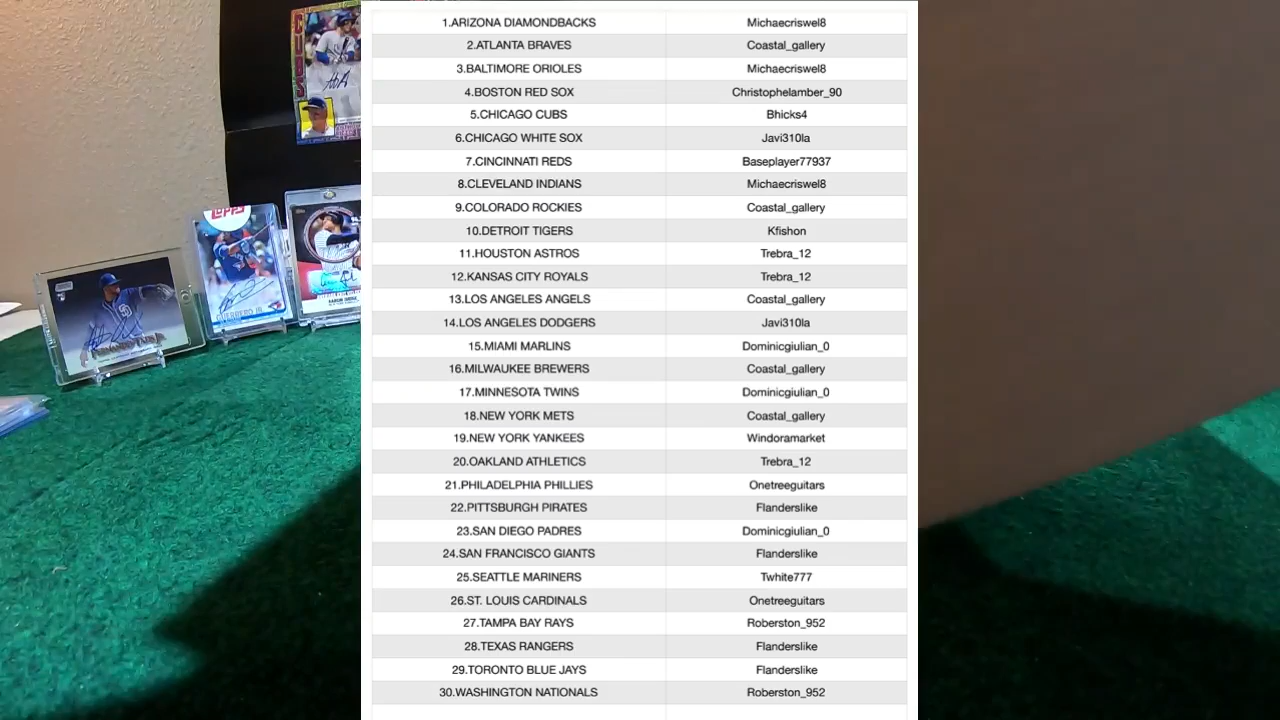 CUBS
TOPPS
GUERRERO JR.
AARON JUDGE
1.ARIZONA DIAMONDBACKS Michaecriswel8
2.ATLANTA BRAVES Coastal_gallery
3.BALTIMORE ORIOLES Michaecriswel8
4.BOSTON RED SOX Christophelamber_90
5.CHICAGO CUBS Bhicks4
6.CHICAGO WHITE SOX Javi310la
7.CINCINNATI REDS Baseplayer77937
8.CLEVELAND INDIANS Michaecriswel8
9.COLORADO ROCKIES Coastal_gallery
10.DETROIT TIGERS Kfishon
11.HOUSTON ASTROS Trebra_12
12.KANSAS CITY ROYALS Trebra_12
13.LOS ANGELES ANGELS Coastal_gallery
14.LOS ANGELES DODGERS Javi310la
15.MIAMI MARLINS Dominicgiulian_0
16.MILWAUKEE BREWERS Coastal_gallery
17.MINNESOTA TWINS Dominicgiulian_0
18.NEW YORK METS Coastal_gallery
19.NEW YORK YANKEES Windoramarket
20.OAKLAND ATHLETICS Trebra_12
21.PHILADELPHIA PHILLIES Onetreeguitars
22.PITTSBURGH PIRATES Flanderslike
23.SAN DIEGO PADRES Dominicgiulian_0
24.SAN FRANCISCO GIANTS Flanderslike
25.SEATTLE MARINERS Twhite777
26.ST. LOUIS CARDINALS Onetreeguitars
27.TAMPA BAY RAYS Roberston_952
28.TEXAS RANGERS Flanderslike
29.TORONTO BLUE JAYS Flanderslike
30.WASHINGTON NATIONALS Roberston_952